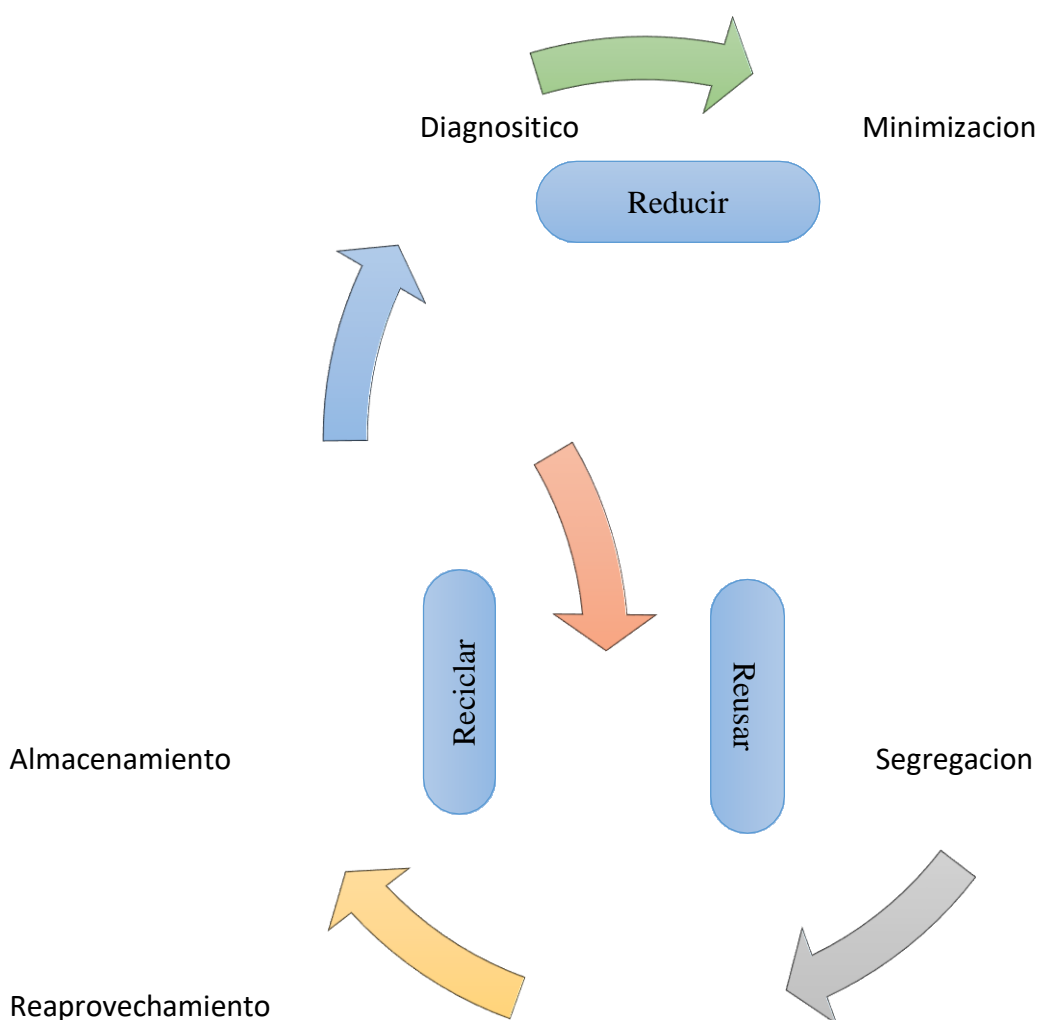 Diagnositico
Minimizacion
Reducir
Reciclar
Reusar
Almacenamiento
Segregacion
Reaprovechamiento